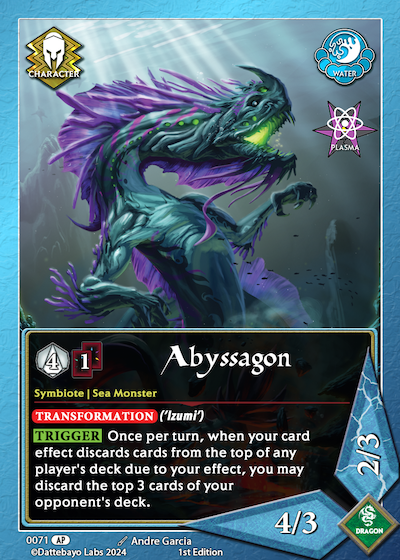 CHARACTER
WATER
PLASMA
4 1 Abyssagon
Symbiote | Sea Monster
TRANSFORMATION ('Izumi')
TRIGGER Once per turn, when your card
effect discards cards from the top of any
player's deck due to your effect, you may
discard the top 3 cards of your
opponent's deck.
2/3
4/3
DRAGON
0071 AP Andre Garcia
©Dattebayo Labs 2024 1st Edition